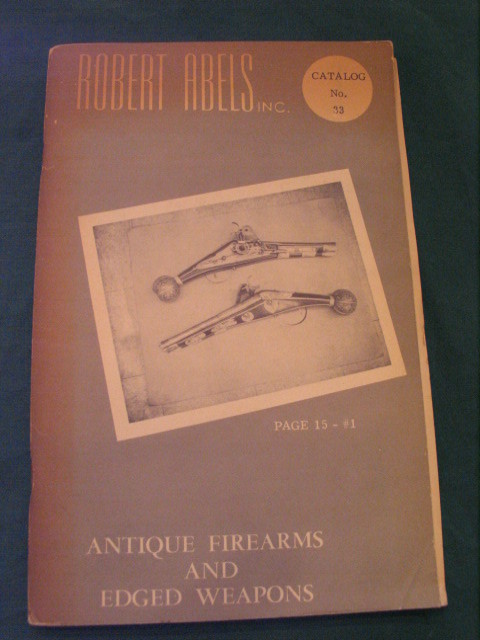 ROBERT ABELS INC.
CATALOG
No.
33
PAGE 15 - #1
ANTIQUE FIREARMS
AND
EDGED WEAPONS